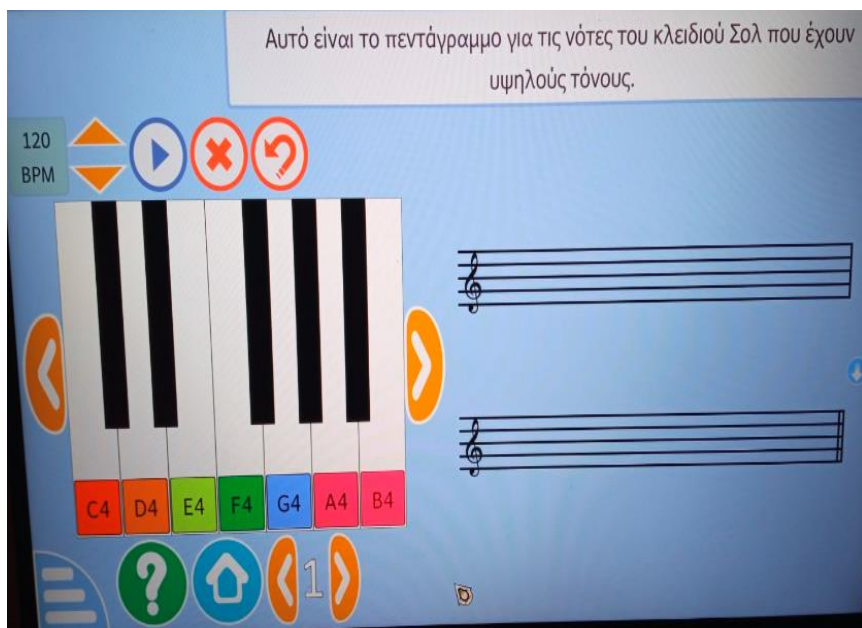 Αυτό είναι το πεντάγραμμο για τις νότες του κλειδιού Σολ που έχουν
υψηλούς τόνους.
120
BPM
C4 D4 E4 F4 G4 A4 B4
?
1